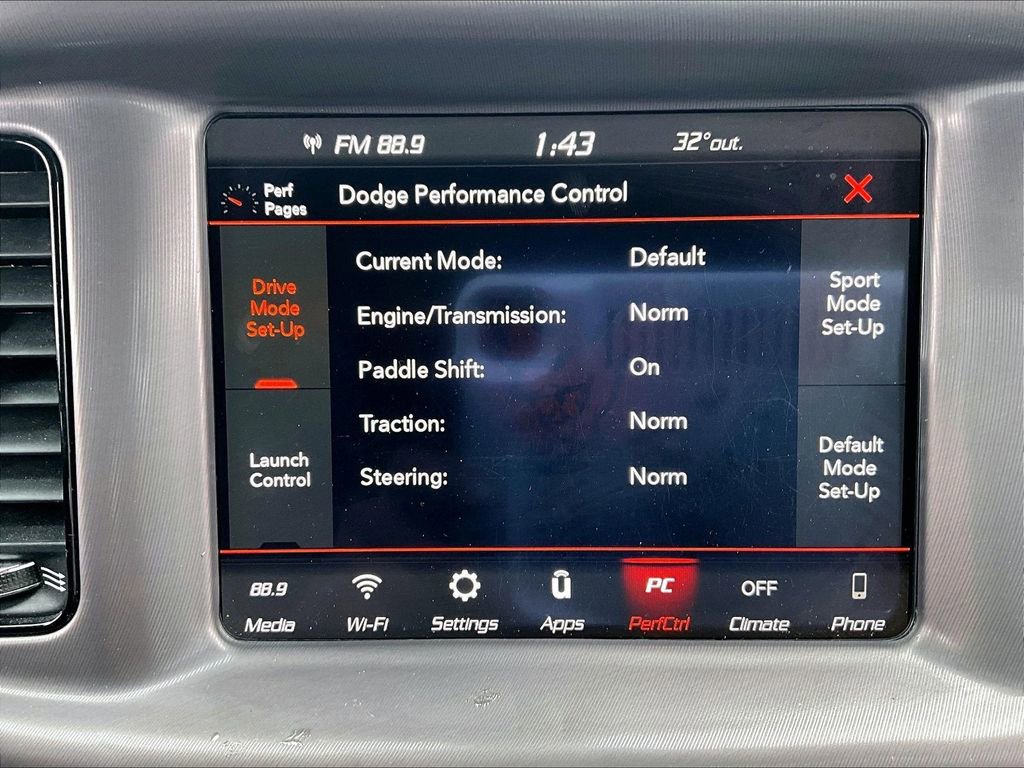 FM 88.9 1:43 32°out.
Perf
Pages
Dodge Performance Control
Drive
Mode
Set-Up
Launch
Control
Current Mode: Default
Engine/Transmission: Norm
Paddle Shift: On
Traction: Norm
Steering: Norm
Sport
Mode
Set-Up
Default
Mode
Set-Up
88.9 PC OFF
Media Wi-Fi Settings Apps PerfCtrl Climate Phone